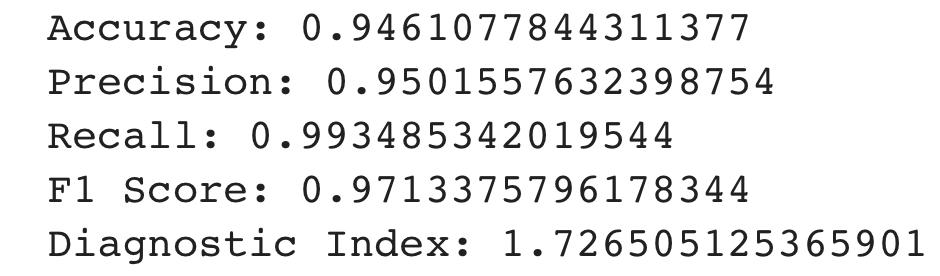 Accuracy: 0.9461077844311377
Precision: 0.9501557632398754
Recall: 0.993485342019544
F1 Score: 0.9713375796178344
Diagnostic Index: 1.726505125365901